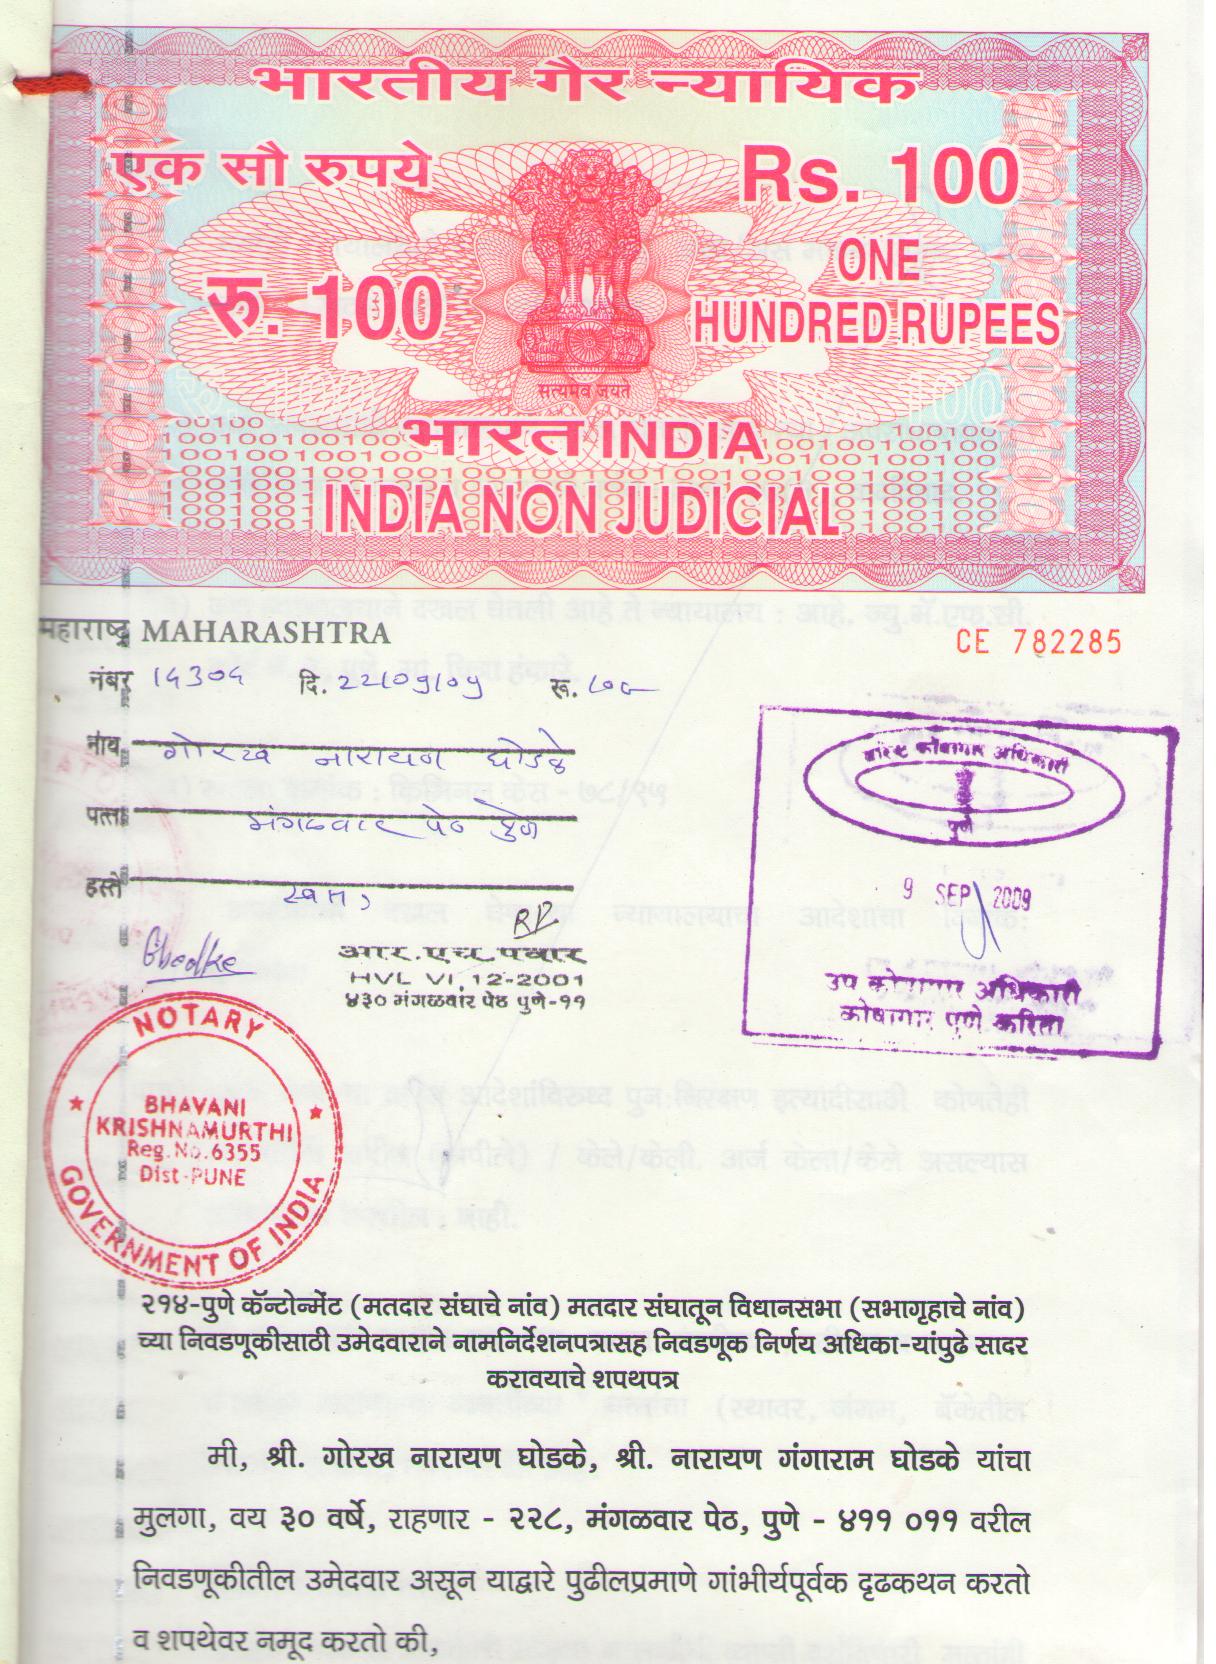 भारतीय गैर न्यायिक
एक सौ रुपये
Rs. 100
रु. 100
ONE
HUNDRED RUPEES
सत्यमेव जयते
भारत INDIA
INDIA NON JUDICIAL
महाराष्ट्र MAHARASHTRA
CE 782285
नंबर दि. २२/०९/०९ रू.
नाव गोरख नारायण घोडके
पत्ता मंगळवार पेठ पुणे
हस्ते स्वतः
Ghodke
आर. एच. पवार
HVL VI, 12-2001
४३० मंगळवार पेठ पुणे-११
कोषागार अधिकारी
पुणे
9 SEP 2009
उप कोषागार अधिकारी
कोषागार पुणे करिता
NOTARY
BHAVANI
KRISHNAMURTHI
Reg.No.6355
Dist-PUNE
GOVERNMENT OF INDIA
२१४-पुणे कॅन्टोन्मेंट (मतदार संघाचे नांव) मतदार संघातून विधानसभा (सभागृहाचे नांव)
च्या निवडणूकीसाठी उमेदवाराने नामनिर्देशनपत्रासह निवडणूक निर्णय अधिका-यांपुढे सादर
करावयाचे शपथपत्र
मी, श्री. गोरख नारायण घोडके, श्री. नारायण गंगाराम घोडके यांचा
मुलगा, वय ३० वर्षे, राहणार - २२८, मंगळवार पेठ, पुणे - ४११ ०११ वरील
निवडणूकीतील उमेदवार असून याद्वारे पुढीलप्रमाणे गांभीर्यपूर्वक दृढकथन करतो
व शपथेवर नमूद करतो की,